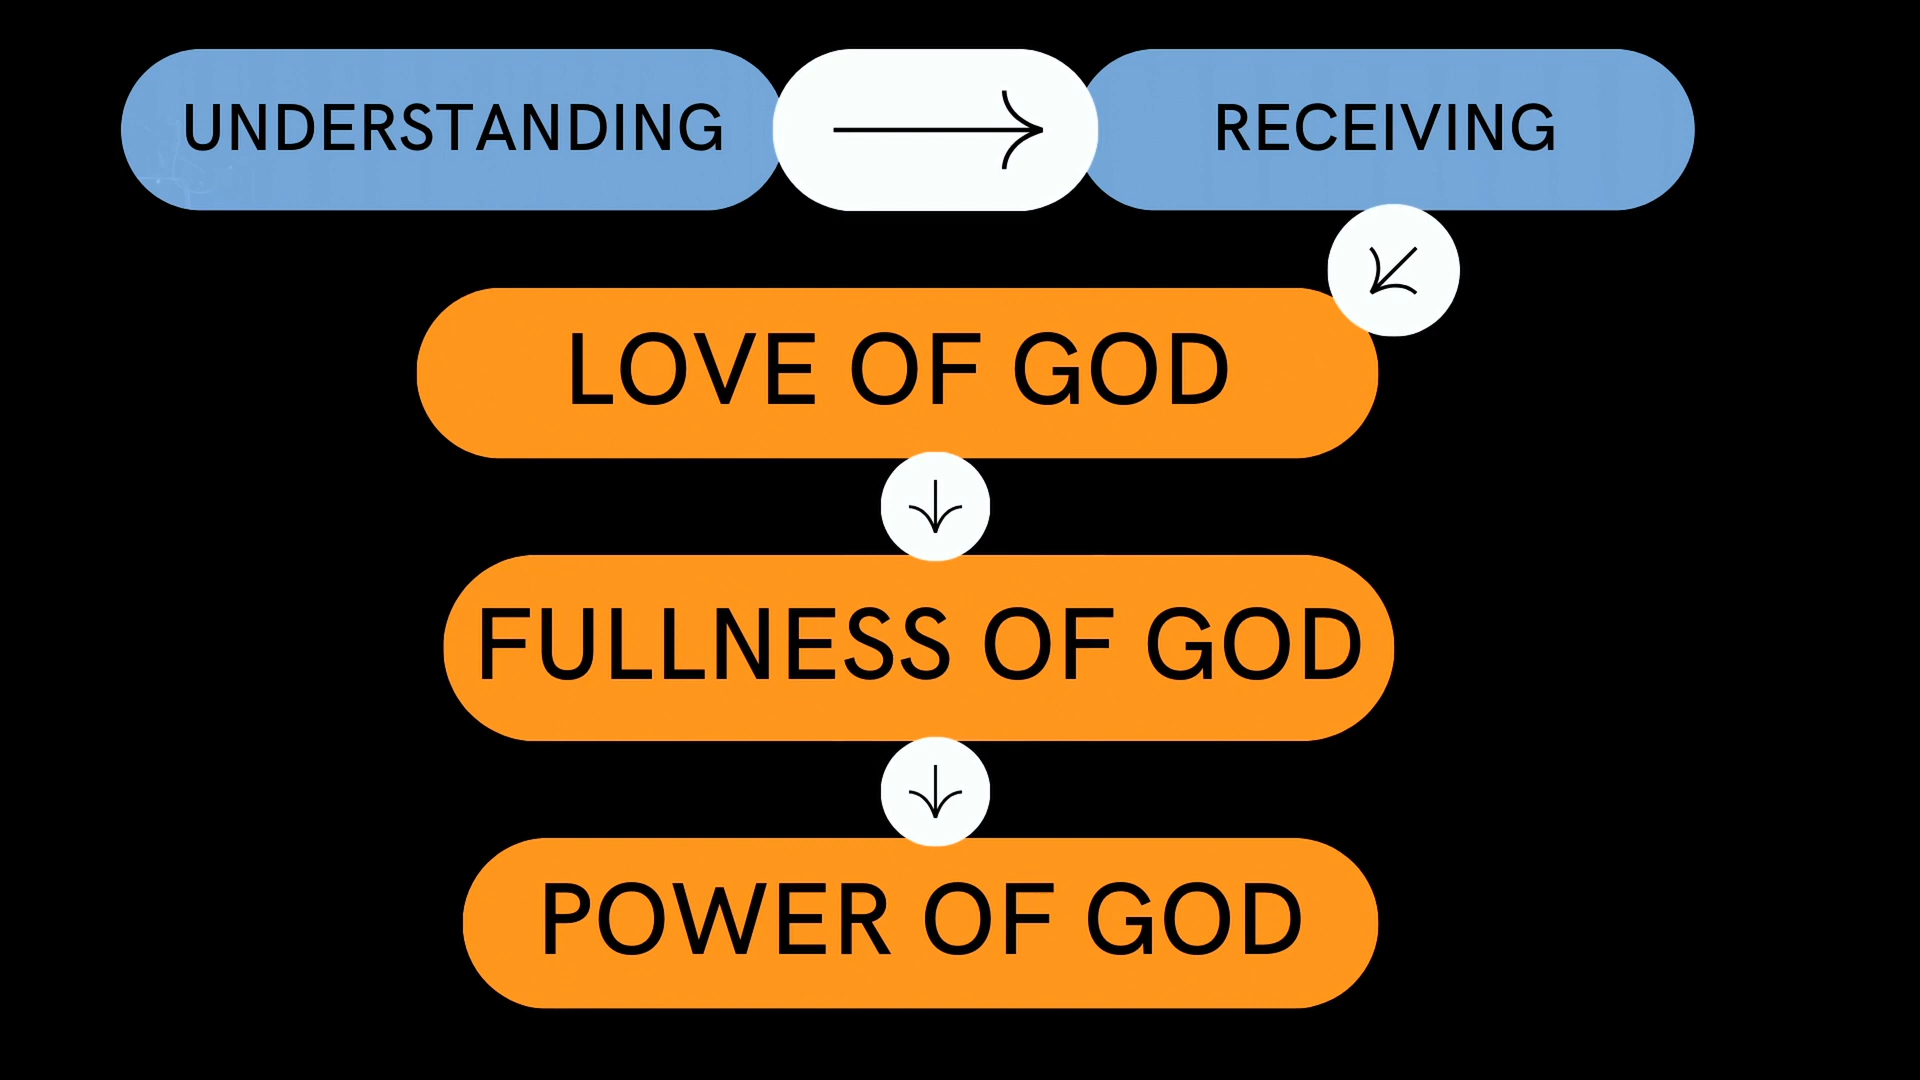 UNDERSTANDING
RECEIVING
LOVE OF GOD
FULLNESS OF GOD
POWER OF GOD